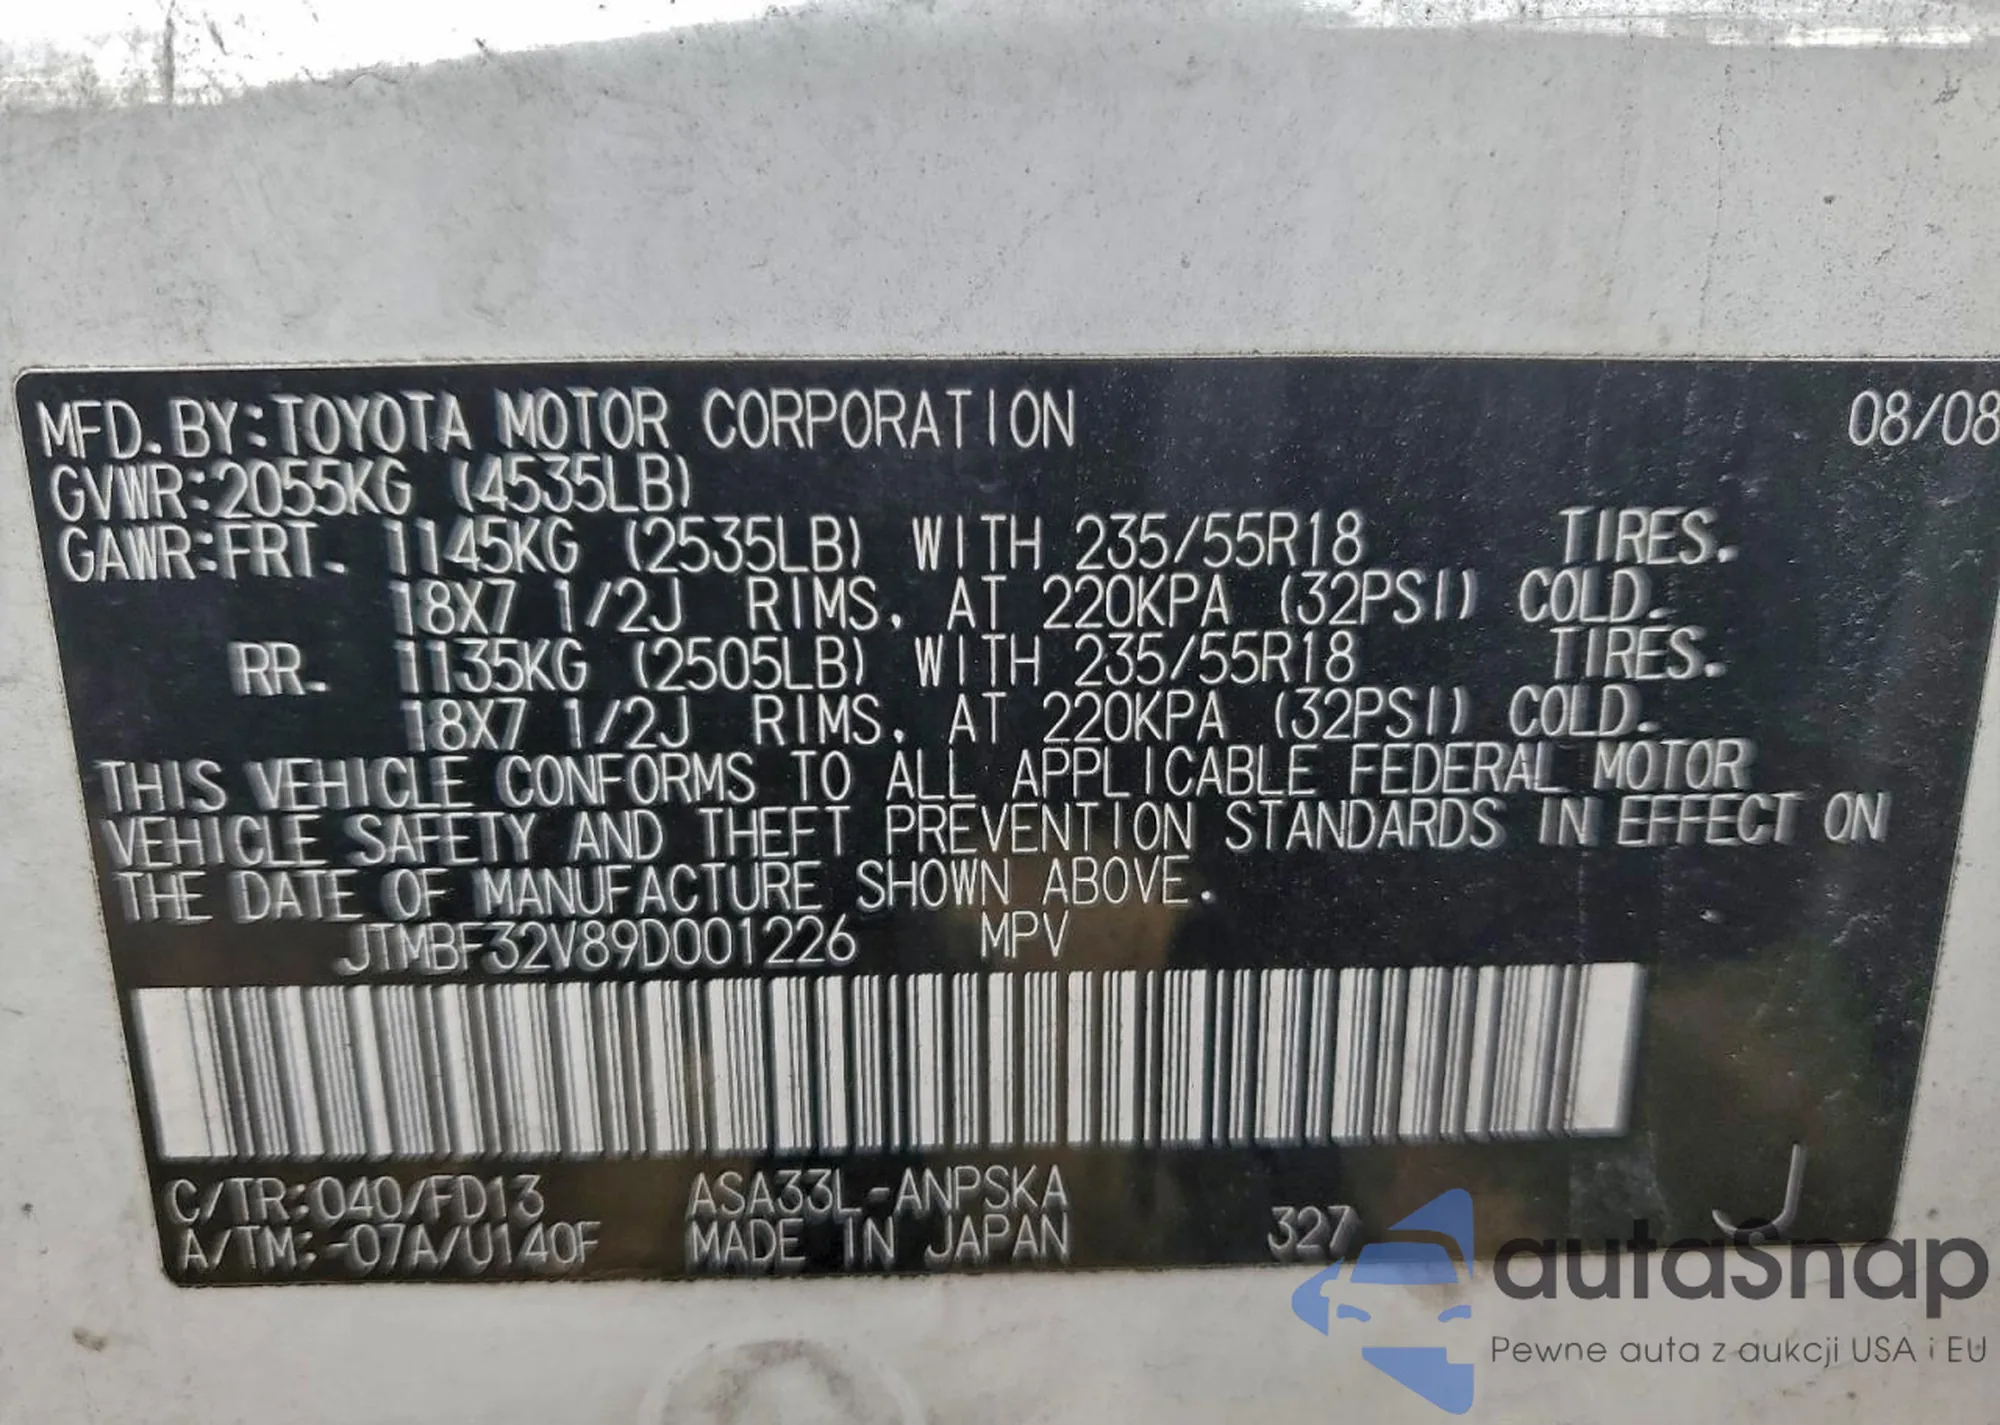 MFD. BY: TOYOTA MOTOR CORPORATION 08/08
GVWR: 2055KG (4535LB)
GAWR: FRT. 1145KG (2535LB) WITH 235/55R18 TIRES.
18X7 1/2J RIMS, AT 220KPA (32PSI) COLD.
RR. 1135KG (2505LB) WITH 235/55R18 TIRES.
18X7 1/2J RIMS, AT 220KPA (32PSI) COLD.
THIS VEHICLE CONFORMS TO ALL APPLICABLE FEDERAL MOTOR
VEHICLE SAFETY AND THEFT PREVENTION STANDARDS IN EFFECT ON
THE DATE OF MANUFACTURE SHOWN ABOVE.
JTMBF32V89D001226 MPV
C/TR: 040/FD13 ASA33L-ANPSKA J
A/TM: -07A/U140F MADE IN JAPAN 327
autaSnap
Pewne auta z aukcji USA i EU